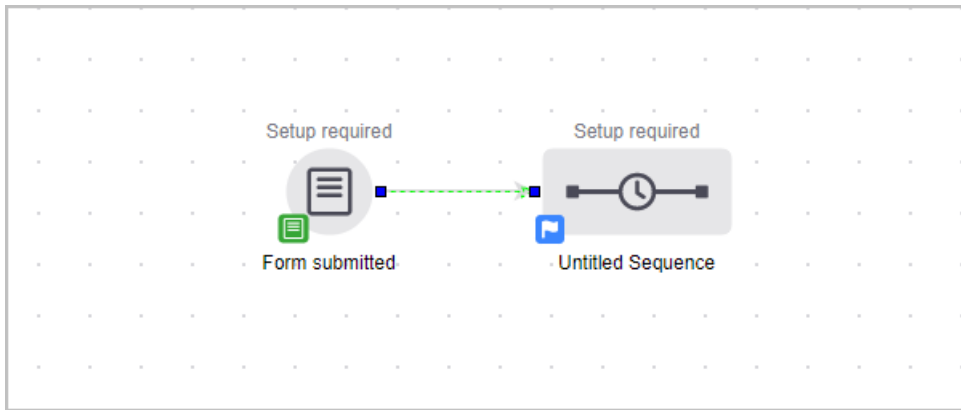 Setup required
Setup required
Form submitted
Untitled Sequence